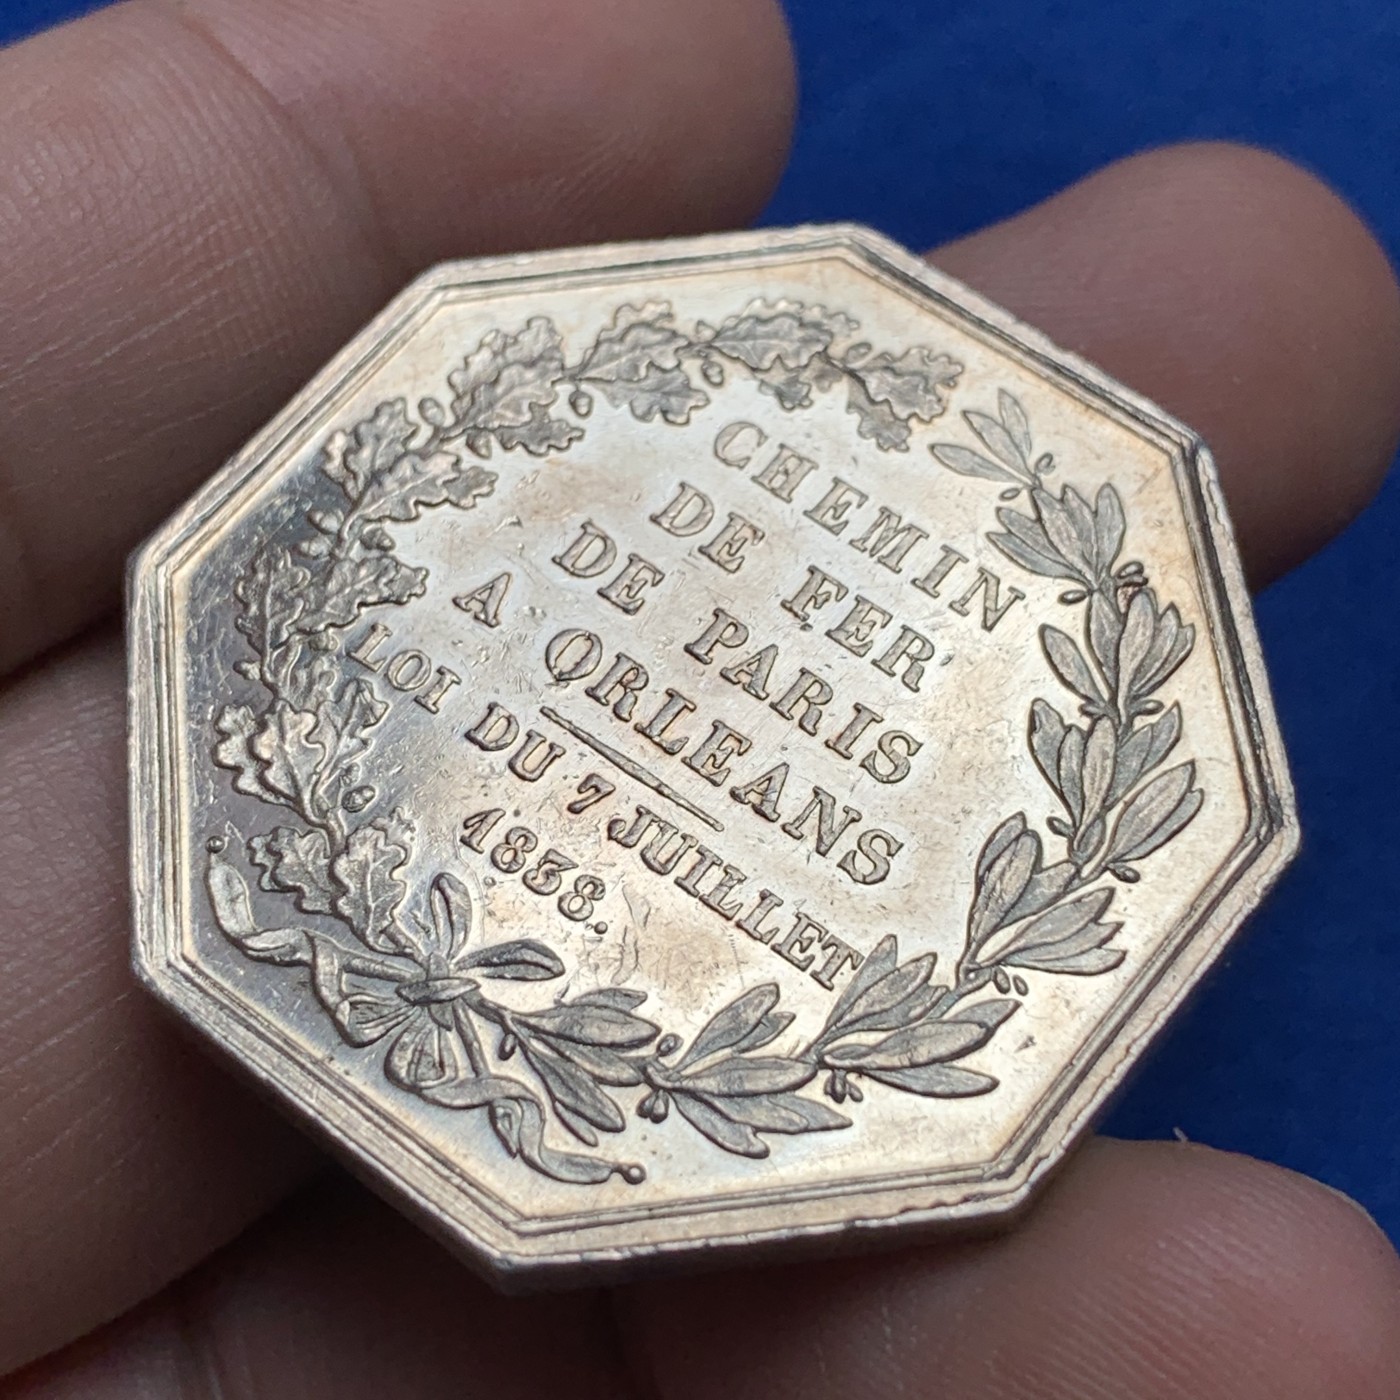 CHEMIN
DE FER
DE PARIS
A ORLEANS
LOI DU 7 JUILLET
1838.